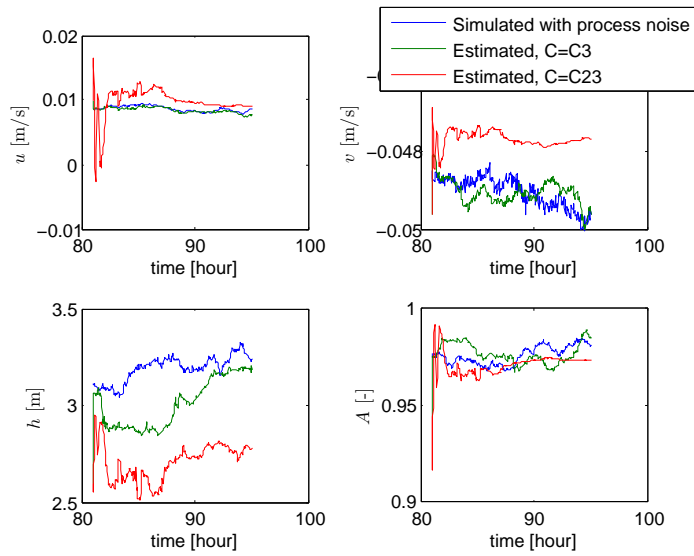 Simulated with process noise
Estimated, C=C3
Estimated, C=C23
0.02
0.01
0
−0.01
u [m/s]
80
90
100
time [hour]
−0.048
−0.05
v [m/s]
80
90
100
time [hour]
3.5
3
2.5
h [m]
80
90
100
time [hour]
1
0.95
0.9
A [-]
80
90
100
time [hour]